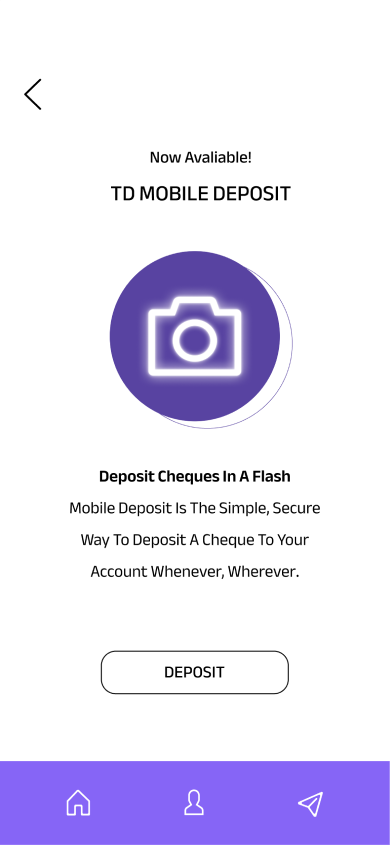 Now Avaliable!
TD MOBILE DEPOSIT
Deposit Cheques In A Flash
Mobile Deposit Is The Simple, Secure
Way To Deposit A Cheque To Your
Account Whenever, Wherever.
DEPOSIT